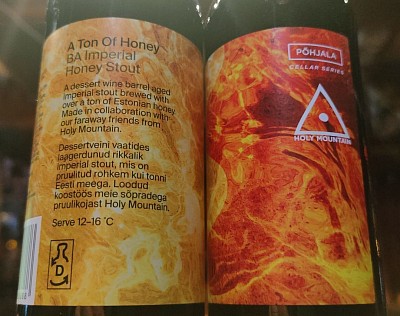 A Ton Of Honey
BA Imperial
Honey Stout
A dessert wine barrel-aged
imperial stout brewed with
over a ton of Estonian honey.
Made in collaboration with
our faraway friends from
Holy Mountain.
Dessertveini vaatides
laagerdunud rikkalik
imperial stout, mis on
pruulitud rohkem kui tonni
Eesti meega. Loodud
koostöös meie sõpradega
pruulikojast Holy Mountain.
Serve 12–16 ˚C
D
PÕHJALA
CELLAR SERIES
HOLY MOUNTAIN